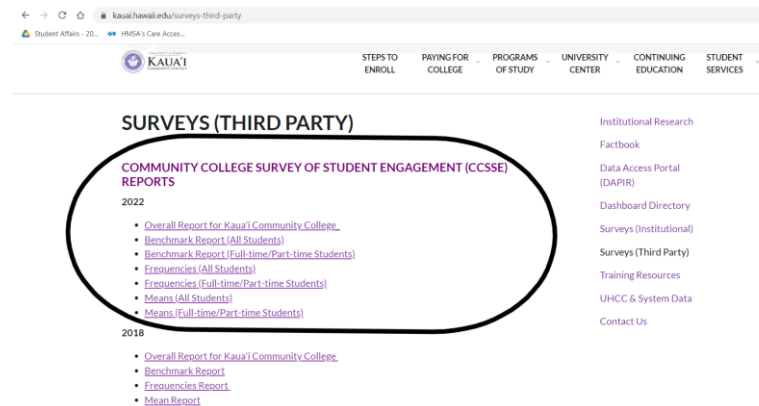 kauai.hawaii.edu/surveys-third-party
Student Affairs - 20... HMSA's Care Acces...
KAUA'I
COMMUNITY COLLEGE
STEPS TO ENROLL
PAYING FOR COLLEGE
PROGRAMS OF STUDY
UNIVERSITY CENTER
CONTINUING EDUCATION
STUDENT SERVICES
SURVEYS (THIRD PARTY)
COMMUNITY COLLEGE SURVEY OF STUDENT ENGAGEMENT (CCSSE)
REPORTS
2022
Overall Report for Kaua'i Community College
Benchmark Report (All Students)
Benchmark Report (Full-time/Part-time Students)
Frequencies (All Students)
Frequencies (Full-time/Part-time Students)
Means (All Students)
Means (Full-time/Part-time Students)
2018
Overall Report for Kaua'i Community College
Benchmark Report
Frequencies Report
Mean Report
Institutional Research
Factbook
Data Access Portal
(DAPIR)
Dashboard Directory
Surveys (Institutional)
Surveys (Third Party)
Training Resources
UHCC & System Data
Contact Us